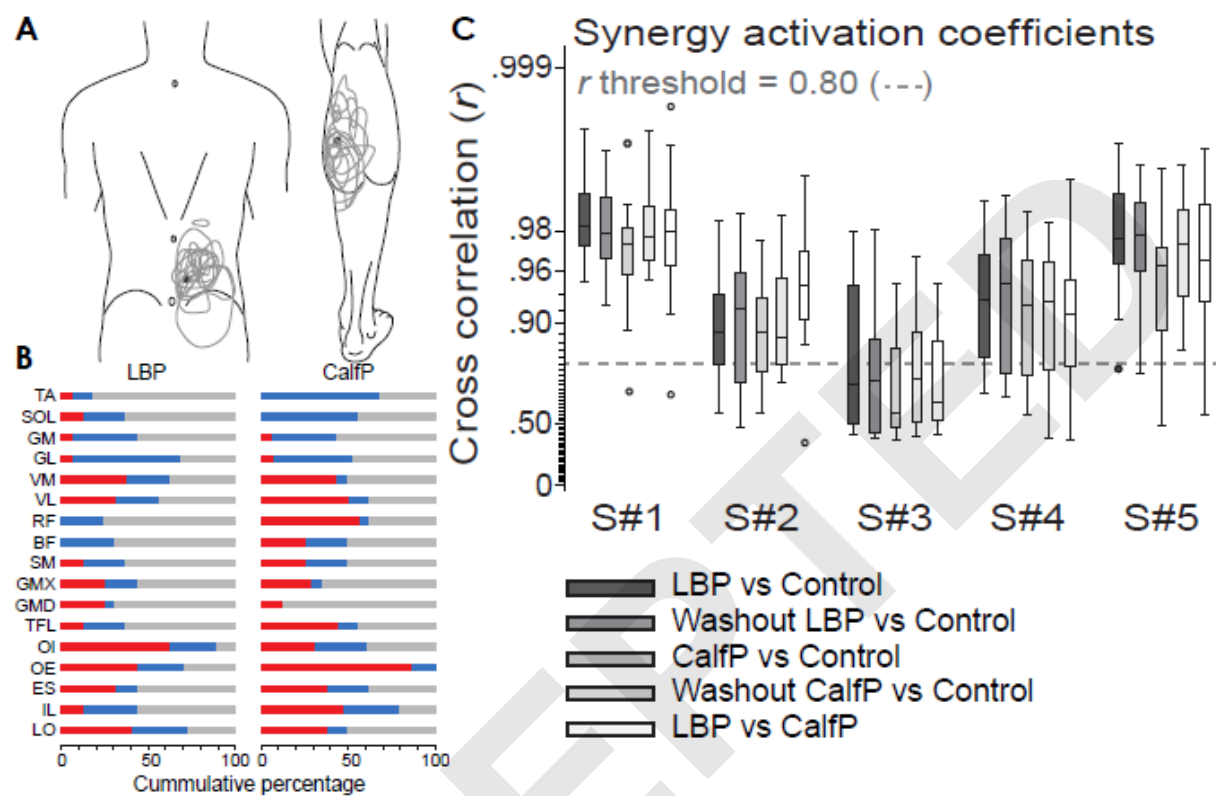 A
C Synergy activation coefficients
r threshold = 0.80 (---)
Cross correlation (r)
.999
.98
.96
.90
.50
0
S#1 S#2 S#3 S#4 S#5
LBP vs Control
Washout LBP vs Control
CalfP vs Control
Washout CalfP vs Control
LBP vs CalfP
B
LBP CalfP
TA
SOL
GM
GL
VM
VL
RF
BF
SM
GMX
GMD
TFL
OI
OE
ES
IL
LO
0 50 100 0 50 100
Cummulative percentage
EPTED